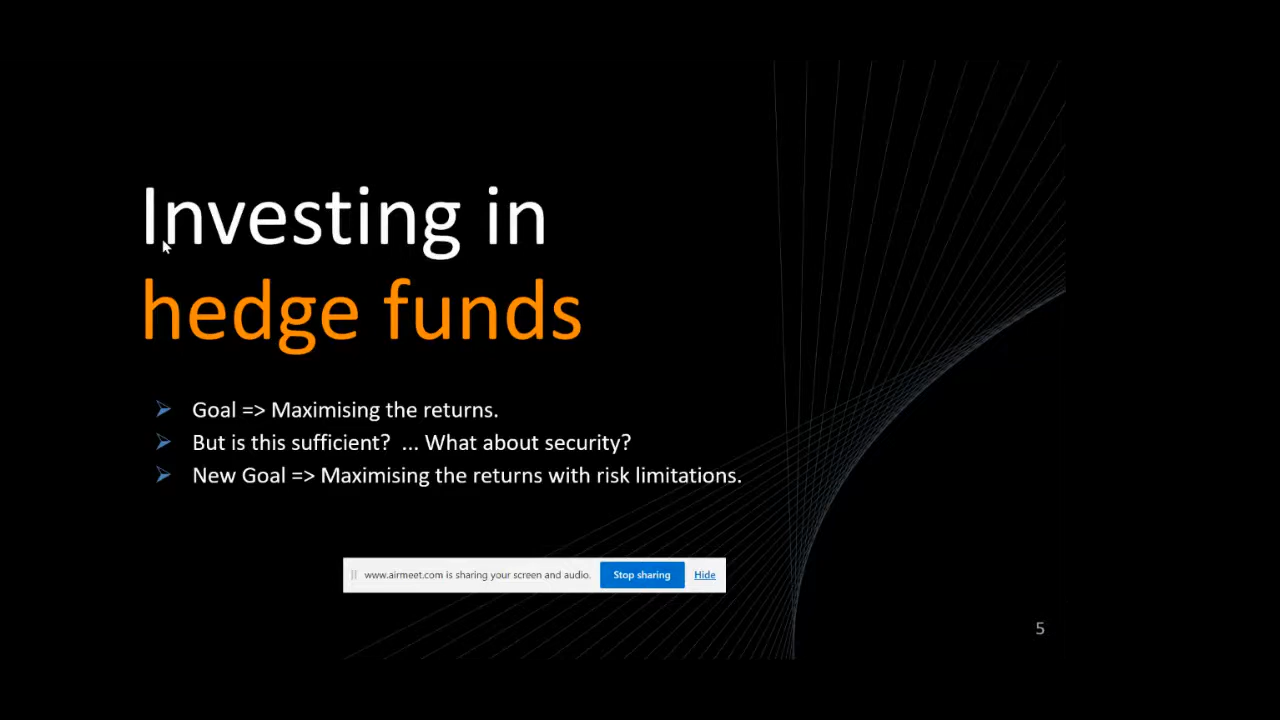 Investing in
hedge funds
Goal => Maximising the returns.
But is this sufficient?  ... What about security?
New Goal => Maximising the returns with risk limitations.
www.airmeet.com is sharing your screen and audio. Stop sharing Hide
5